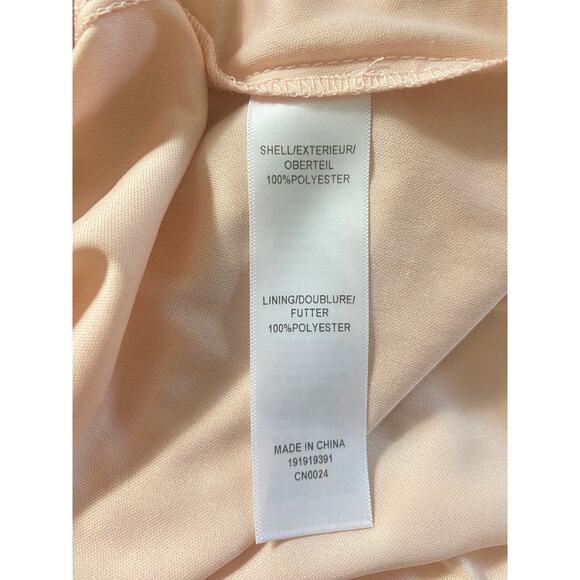 SHELL/EXTERIEUR/
OBERTEIL
100%POLYESTER
LINING/DOUBLURE/
FUTTER
100%POLYESTER
MADE IN CHINA
191919391
CN0024